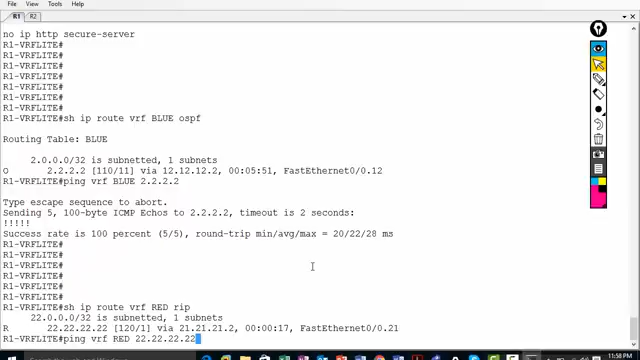 File View Tools Help
R1 R2
no ip http secure-server
R1-VRFLITE#
R1-VRFLITE#
R1-VRFLITE#
R1-VRFLITE#
R1-VRFLITE#
R1-VRFLITE#
R1-VRFLITE#
R1-VRFLITE#sh ip route vrf BLUE ospf
Routing Table: BLUE
2.0.0.0/32 is subnetted, 1 subnets
O 2.2.2.2 [110/11] via 12.12.12.2, 00:05:51, FastEthernet0/0.12
R1-VRFLITE#ping vrf BLUE 2.2.2.2
Type escape sequence to abort.
Sending 5, 100-byte ICMP Echos to 2.2.2.2, timeout is 2 seconds:
!!!!!
Success rate is 100 percent (5/5), round-trip min/avg/max = 20/22/28 ms
R1-VRFLITE#
R1-VRFLITE#
R1-VRFLITE#
R1-VRFLITE#
R1-VRFLITE#
R1-VRFLITE#sh ip route vrf RED rip
22.0.0.0/32 is subnetted, 1 subnets
R 22.22.22.22 [120/1] via 21.21.21.2, 00:00:17, FastEthernet0/0.21
R1-VRFLITE#ping vrf RED 22.22.22.22
11:58 PM